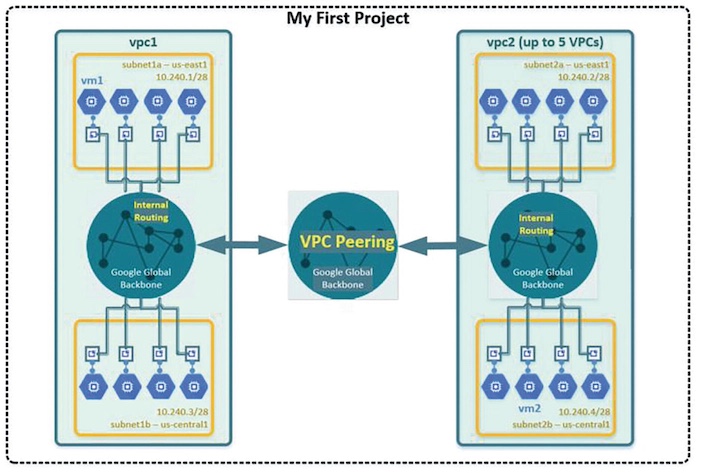 My First Project
vpc1
subnet1a – us-east1
10.240.1/28
vm1
Internal
Routing
Google Global
Backbone
10.240.3/28
subnet1b – us-central1
VPC Peering
Google Global
Backbone
vpc2 (up to 5 VPCs)
subnet2a – us-east1
10.240.2/28
Internal
Routing
Google Global
Backbone
vm2
10.240.4/28
subnet2b – us-central1